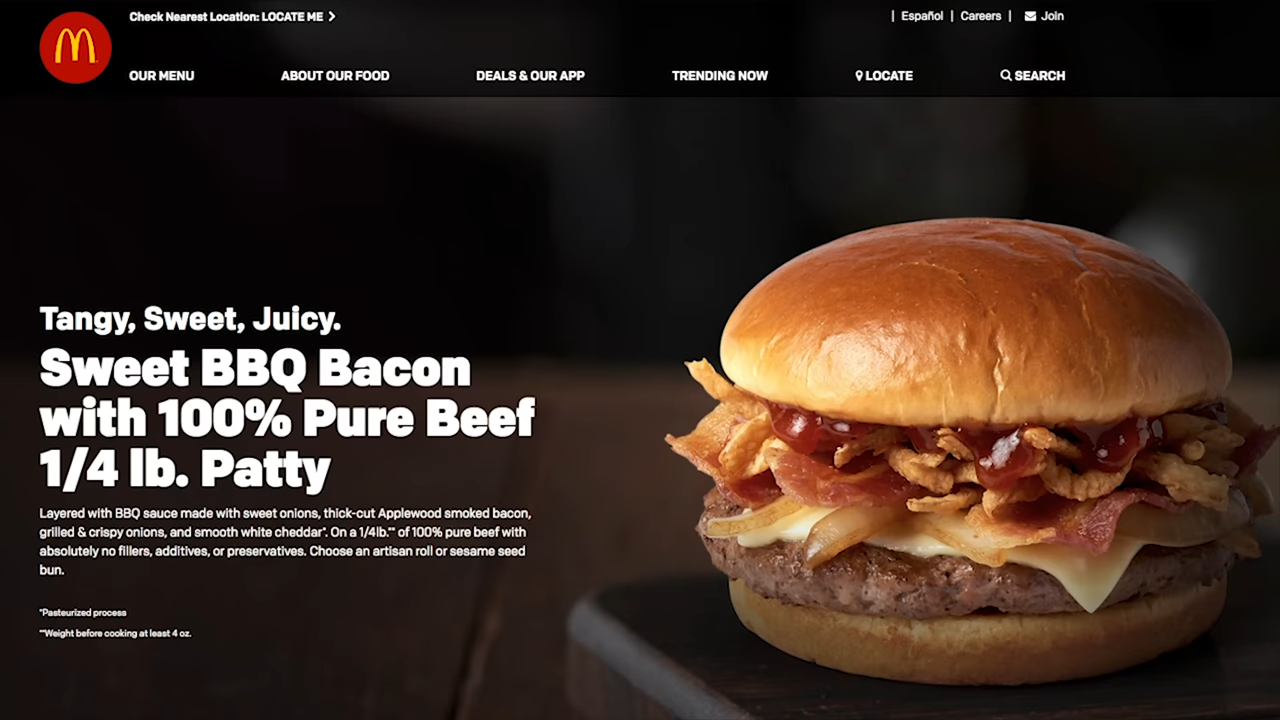 Check Nearest Location: LOCATE ME
| Español | Careers | Join
OUR MENU ABOUT OUR FOOD DEALS & OUR APP TRENDING NOW LOCATE SEARCH
Tangy, Sweet, Juicy.
Sweet BBQ Bacon
with 100% Pure Beef
1/4 lb. Patty
Layered with BBQ sauce made with sweet onions, thick-cut Applewood smoked bacon,
grilled & crispy onions, and smooth white cheddar*. On a 1/4lb.** of 100% pure beef with
absolutely no fillers, additives, or preservatives. Choose an artisan roll or sesame seed
bun.
*Pasteurized process
**Weight before cooking at least 4 oz.